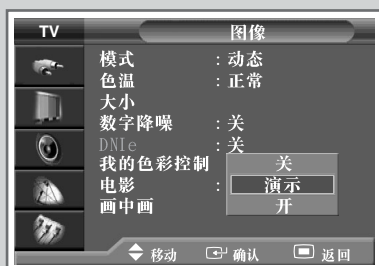 TV 图像
模式 : 动态
色温 : 正常
大小
数字降噪 : 关
DNIe : 关
我的色彩控制 关
电影 : 演示
画中画 开
移动 确认 返回